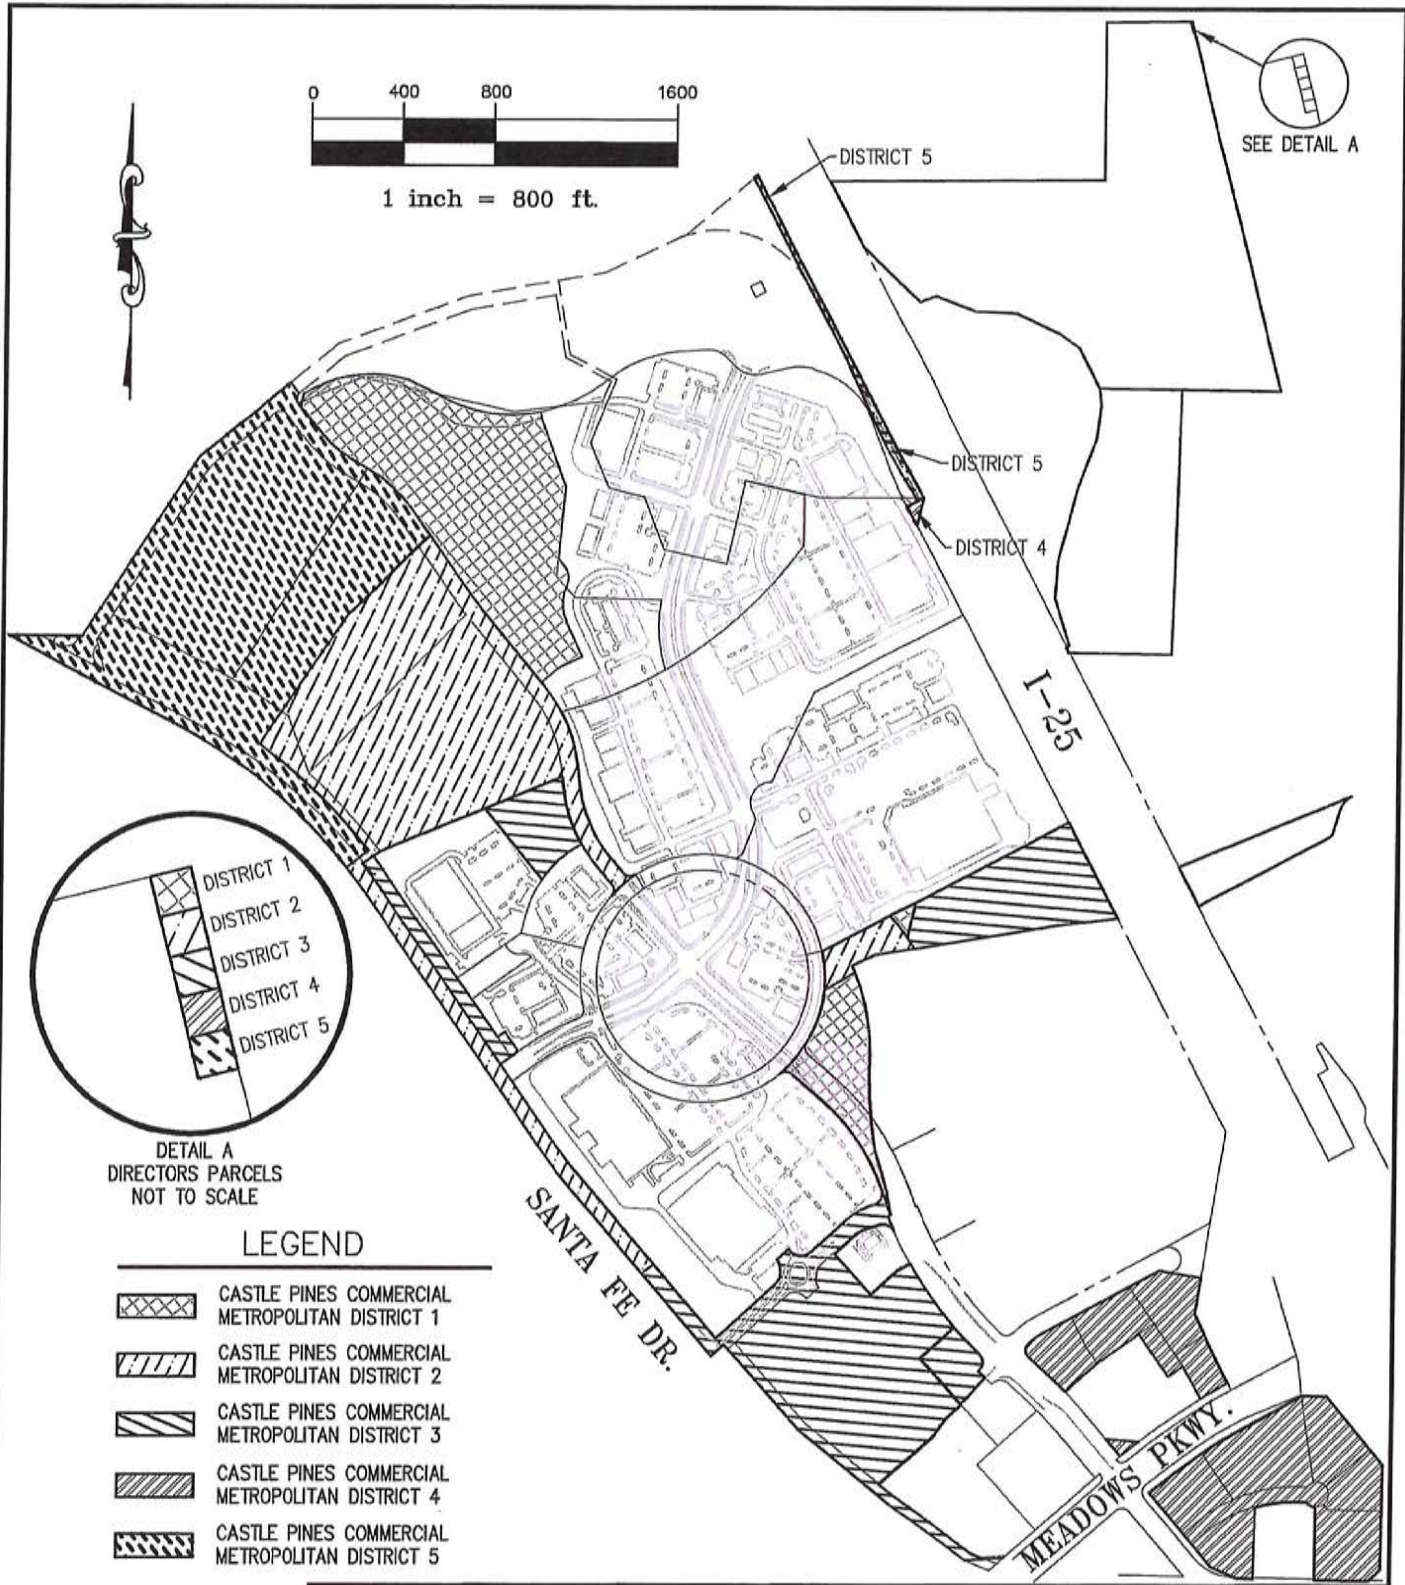 0 400 800 1600
1 inch = 800 ft.
SEE DETAIL A
DISTRICT 5
DISTRICT 5
DISTRICT 4
I-25
DISTRICT 1
DISTRICT 2
DISTRICT 3
DISTRICT 4
DISTRICT 5
DETAIL A
DIRECTORS PARCELS
NOT TO SCALE
SANTA FE DR.
MEADOWS PKWY.
LEGEND
CASTLE PINES COMMERCIAL
METROPOLITAN DISTRICT 1
CASTLE PINES COMMERCIAL
METROPOLITAN DISTRICT 2
CASTLE PINES COMMERCIAL
METROPOLITAN DISTRICT 3
CASTLE PINES COMMERCIAL
METROPOLITAN DISTRICT 4
CASTLE PINES COMMERCIAL
METROPOLITAN DISTRICT 5